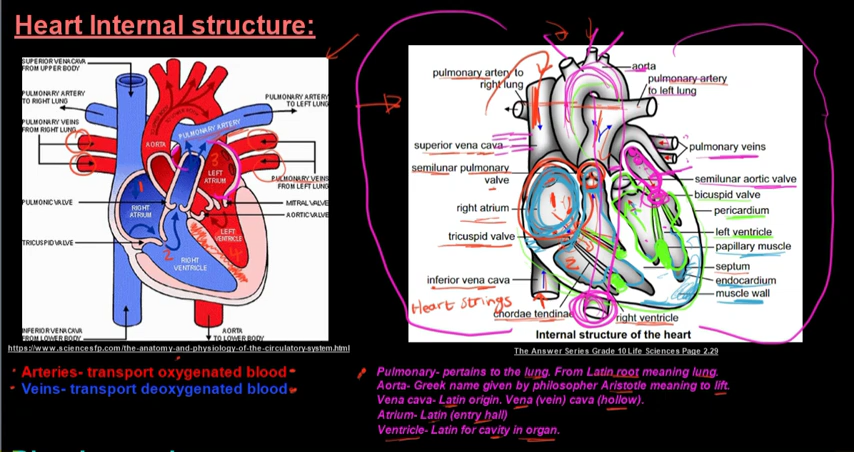 Heart Internal structure:
SUPERIOR VENA CAVA
FROM UPPER BODY
PULMONARY ARTERY
TO RIGHT LUNG
PULMONARY VEINS
FROM RIGHT LUNG
PULMONIC VALVE
TRICUSPID VALVE
INFERIOR VENA CAVA
FROM LOWER BODY
AORTA
PULMONARY ARTERY
RIGHT
ATRIUM
LEFT
ATRIUM
LEFT
VENTRICLE
RIGHT
VENTRICLE
1
2
3
4
PULMONARY ARTERY
TO LEFT LUNG
PULMONARY VEINS
FROM LEFT LUNG
MITRAL VALVE
AORTIC VALVE
AORTA
TO LOWER BODY
https://www.sciencesfp.com/the-anatomy-and-physiology-of-the-circulatory-system.html
pulmonary artery to
right lung
superior vena cava
semilunar pulmonary
valve
right atrium
tricuspid valve
inferior vena cava
Heart strings
chordae tendinae
1
2
aorta
pulmonary artery
to left lung
pulmonary veins
semilunar aortic valve
bicuspid valve
pericardium
left ventricle
papillary muscle
septum
endocardium
muscle wall
right ventricle
Internal structure of the heart
The Answer Series Grade 10 Life Sciences Page 2.29
Arteries- transport oxygenated blood
Veins- transport deoxygenated blood
Pulmonary- pertains to the lung. From Latin root meaning lung.
Aorta- Greek name given by philosopher Aristotle meaning to lift.
Vena cava- Latin origin. Vena (vein) cava (hollow).
Atrium- Latin (entry hall)
Ventricle- Latin for cavity in organ.